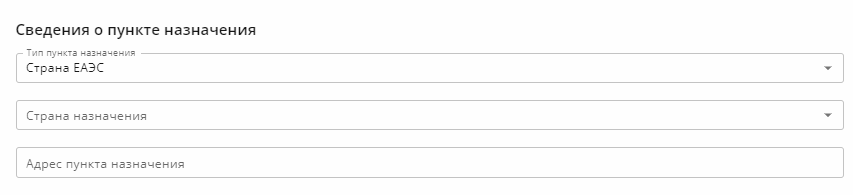 Сведения о пункте назначения
Тип пункта назначения
Страна ЕАЭС
Страна назначения
Адрес пункта назначения